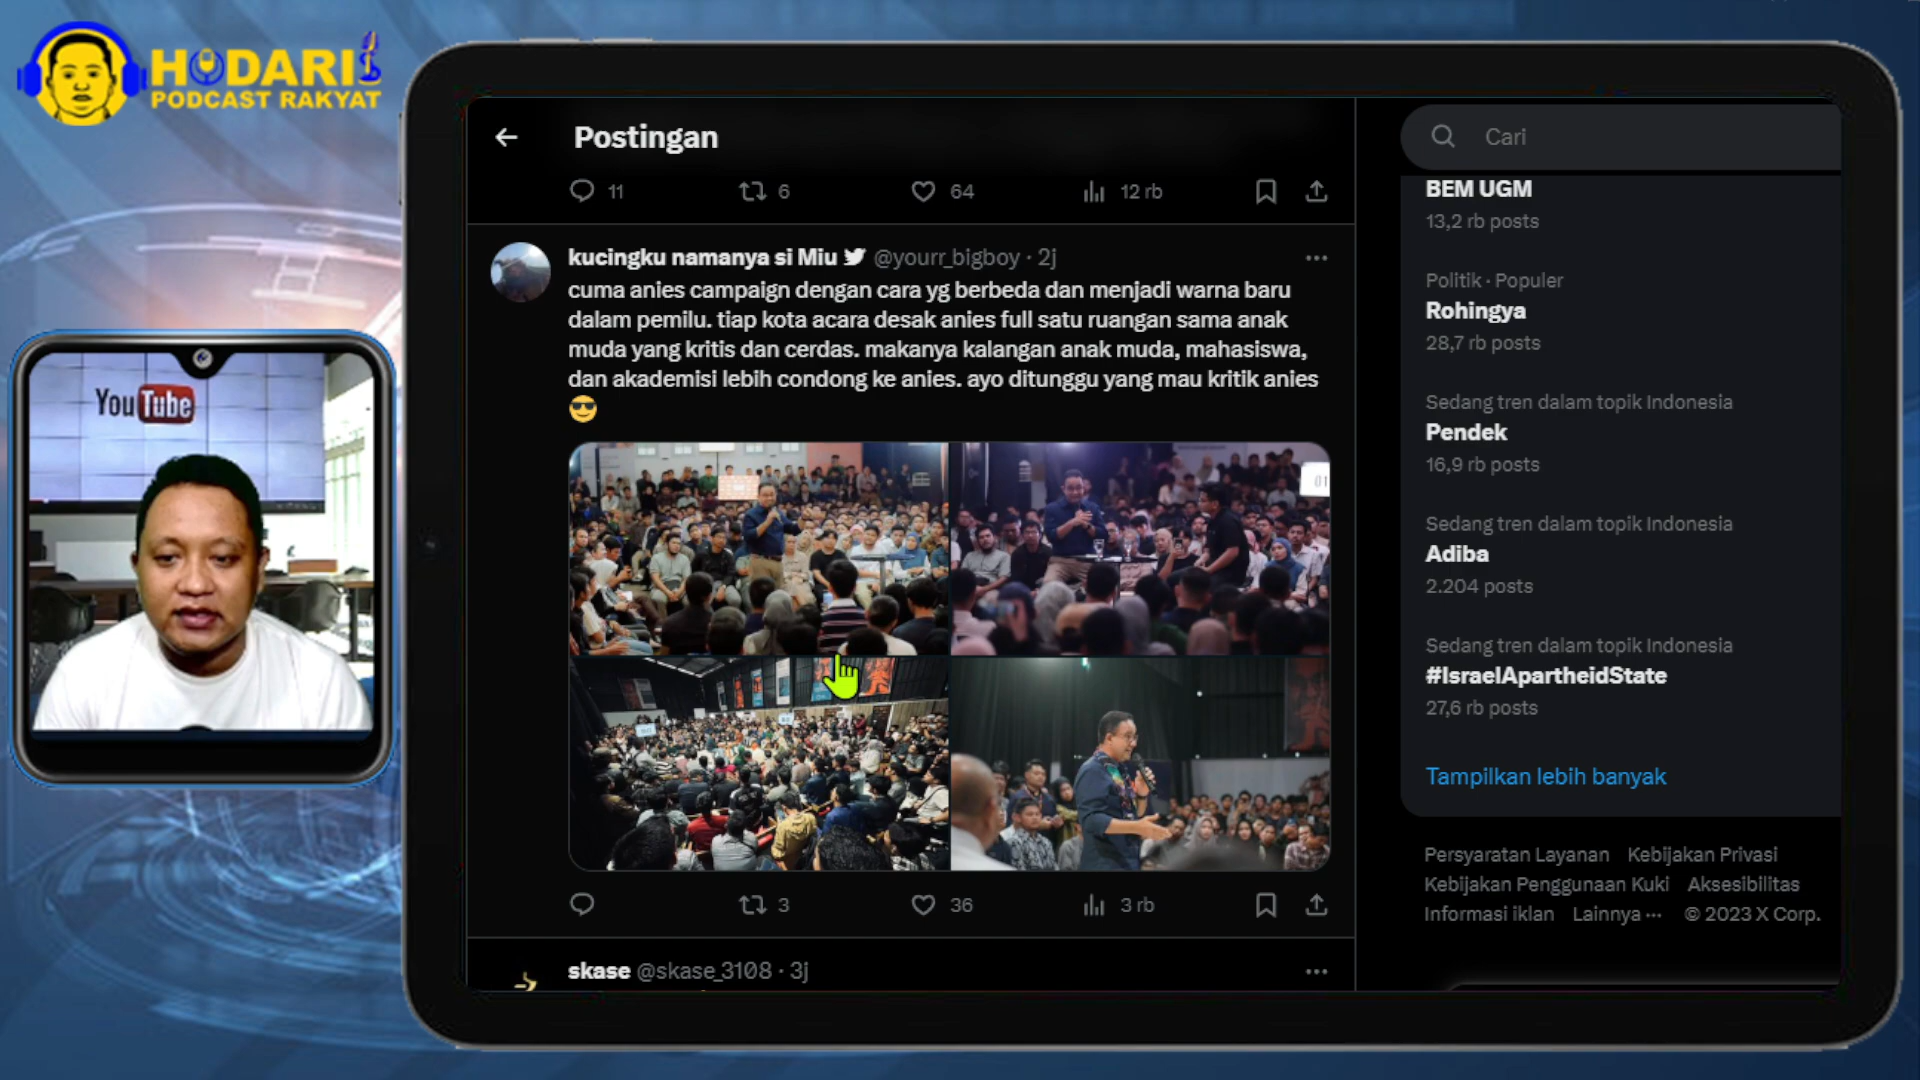 HODARI
PODCAST RAKYAT
YouTube
Postingan
11 6 64 12 rb
kucingku namanya si Miu @yourr_bigboy · 2j
cuma anies campaign dengan cara yg berbeda dan menjadi warna baru
dalam pemilu. tiap kota acara desak anies full satu ruangan sama anak
muda yang kritis dan cerdas. makanya kalangan anak muda, mahasiswa,
dan akademisi lebih condong ke anies. ayo ditunggu yang mau kritik anies
01
3 36 3 rb
skase @skase_3108 · 3j
Cari
BEM UGM
13,2 rb posts
Politik · Populer
Rohingya
28,7 rb posts
Sedang tren dalam topik Indonesia
Pendek
16,9 rb posts
Sedang tren dalam topik Indonesia
Adiba
2.204 posts
Sedang tren dalam topik Indonesia
#IsraelApartheidState
27,6 rb posts
Tampilkan lebih banyak
Persyaratan Layanan Kebijakan Privasi
Kebijakan Penggunaan Kuki Aksesibilitas
Informasi iklan Lainnya ··· © 2023 X Corp.